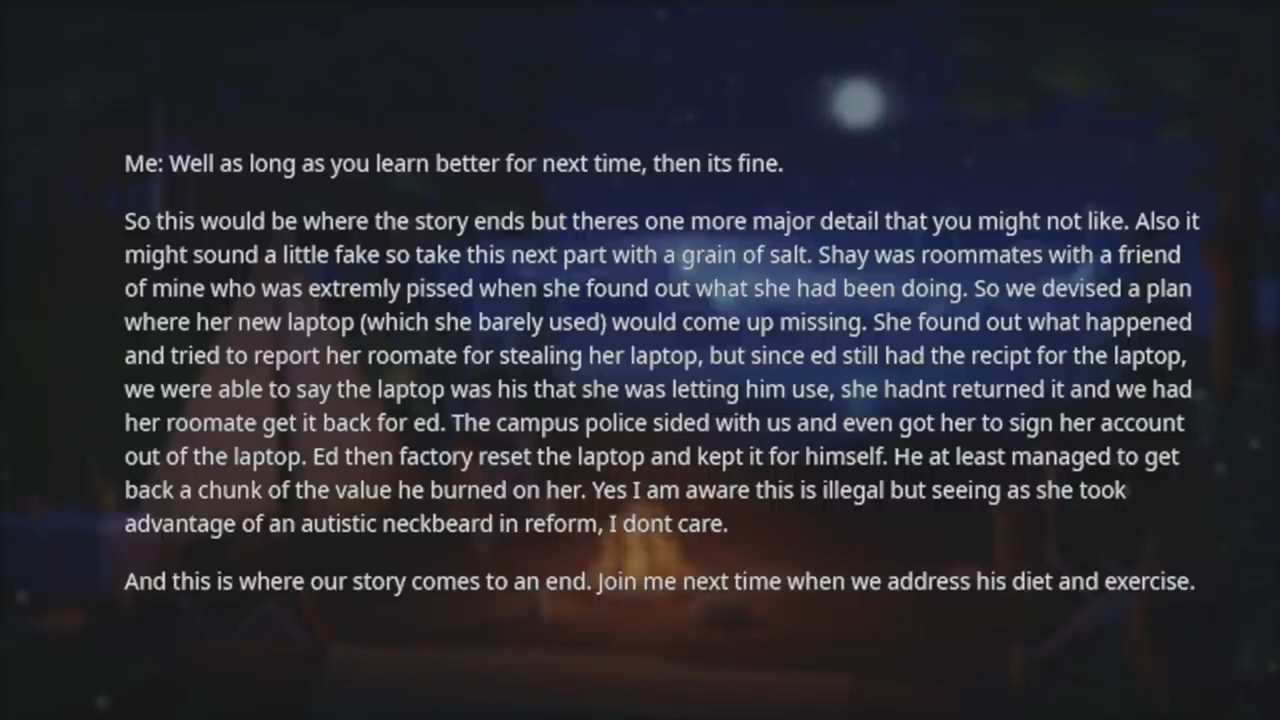 Me: Well as long as you learn better for next time, then its fine.
So this would be where the story ends but theres one more major detail that you might not like. Also it
might sound a little fake so take this next part with a grain of salt. Shay was roommates with a friend
of mine who was extremly pissed when she found out what she had been doing. So we devised a plan
where her new laptop (which she barely used) would come up missing. She found out what happened
and tried to report her roomate for stealing her laptop, but since ed still had the recipt for the laptop,
we were able to say the laptop was his that she was letting him use, she hadnt returned it and we had
her roomate get it back for ed. The campus police sided with us and even got her to sign her account
out of the laptop. Ed then factory reset the laptop and kept it for himself. He at least managed to get
back a chunk of the value he burned on her. Yes I am aware this is illegal but seeing as she took
advantage of an autistic neckbeard in reform, I dont care.
And this is where our story comes to an end. Join me next time when we address his diet and exercise.